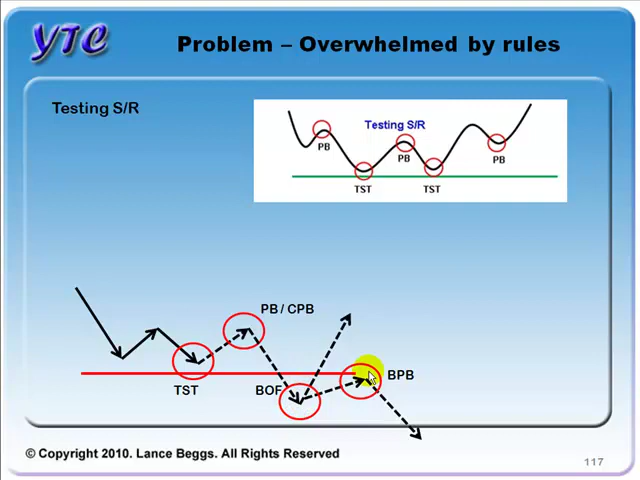 YTC
Problem – Overwhelmed by rules
Testing S/R
Testing S/R
PB
PB
PB
TST
TST
PB / CPB
TST
BOF
BPB
© Copyright 2010. Lance Beggs. All Rights Reserved
117